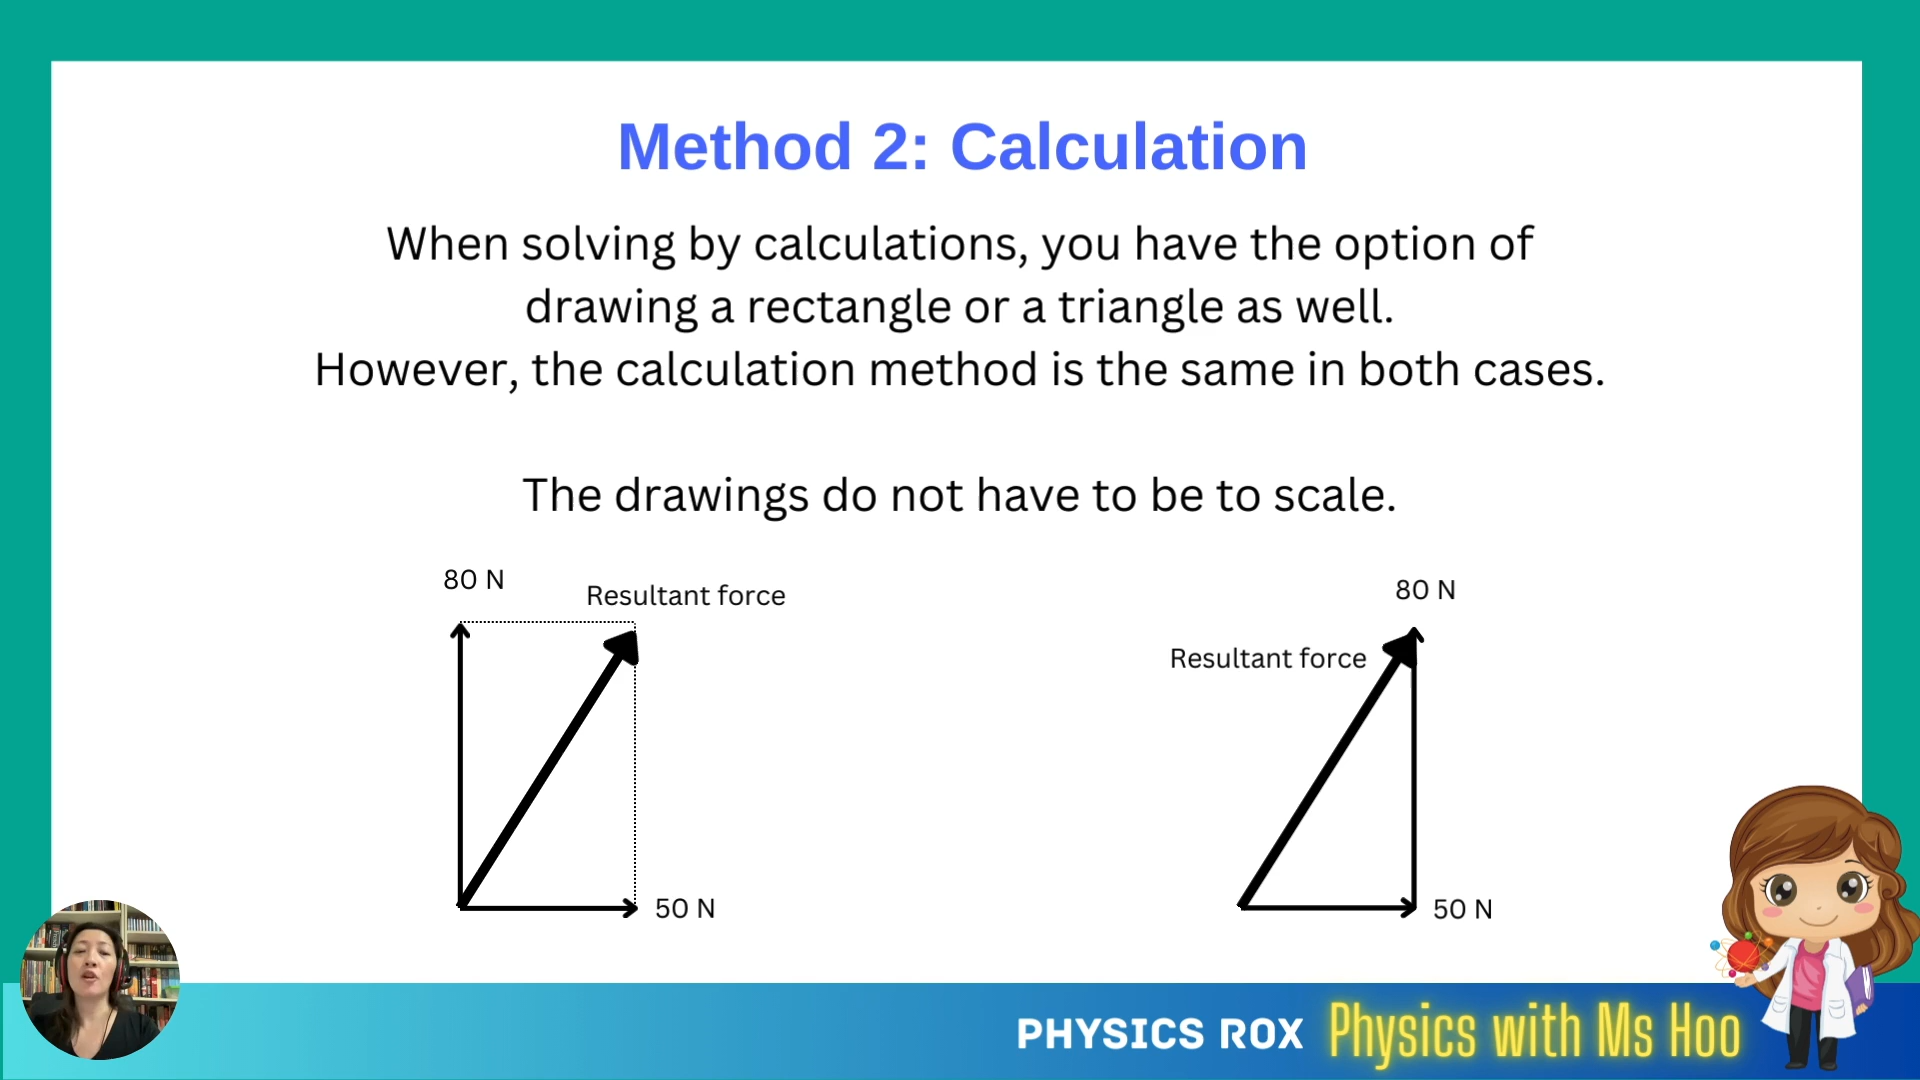 Method 2: Calculation
When solving by calculations, you have the option of
drawing a rectangle or a triangle as well.
However, the calculation method is the same in both cases.
The drawings do not have to be to scale.
80 N
Resultant force
50 N
80 N
Resultant force
50 N
PHYSICS ROX
Physics with Ms Hoo